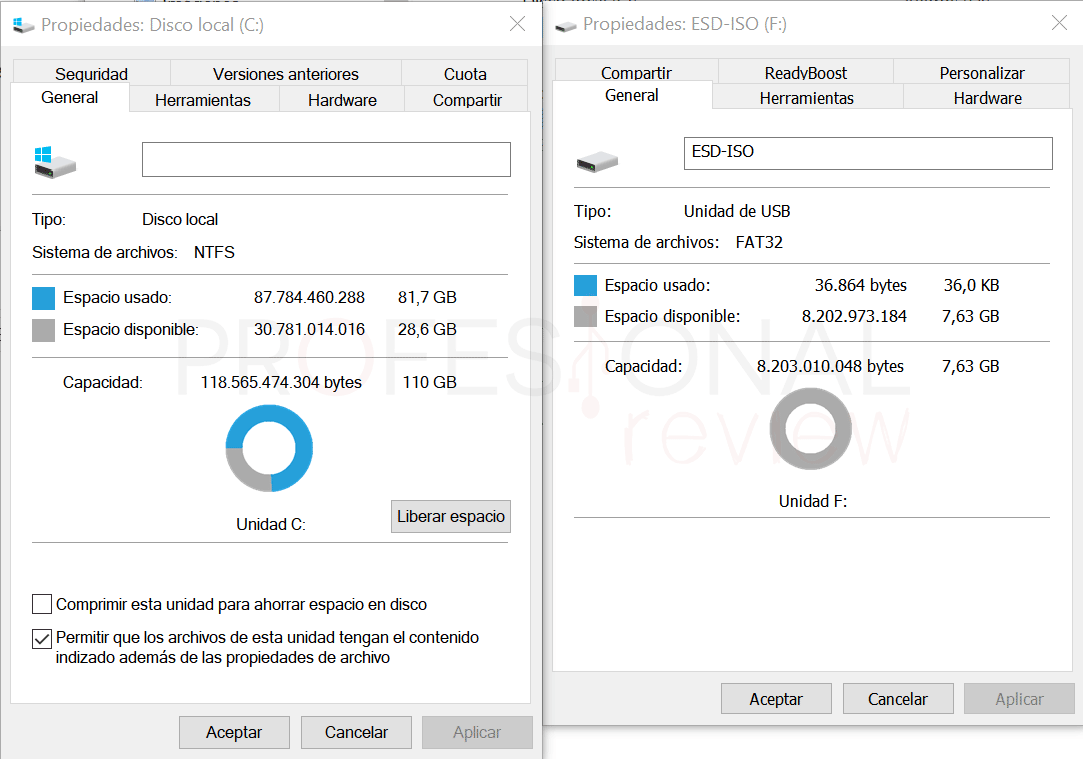 Propiedades: Disco local (C:)
Seguridad
Versiones anteriores
Cuota
General
Herramientas
Hardware
Compartir
Tipo:
Disco local
Sistema de archivos:
NTFS
Espacio usado:
87.784.460.288
81,7 GB
Espacio disponible:
30.781.014.016
28,6 GB
Capacidad:
118.565.474.304 bytes
110 GB
Unidad C:
Liberar espacio
Comprimir esta unidad para ahorrar espacio en disco
Permitir que los archivos de esta unidad tengan el contenido
indizado además de las propiedades de archivo
Aceptar
Cancelar
Aplicar
Propiedades: ESD-ISO (F:)
Compartir
ReadyBoost
Personalizar
General
Herramientas
Hardware
ESD-ISO
Tipo:
Unidad de USB
Sistema de archivos:
FAT32
Espacio usado:
36.864 bytes
36,0 KB
Espacio disponible:
8.202.973.184
7,63 GB
Capacidad:
8.203.010.048 bytes
7,63 GB
Unidad F:
Aceptar
Cancelar
Aplicar
PROFESIONAL
review